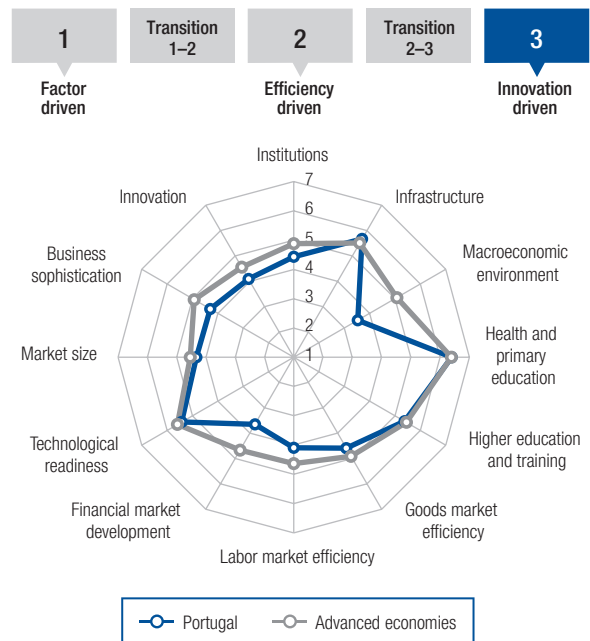 1
Transition
1–2
2
Transition
2–3
3
Factor
driven
Efficiency
driven
Innovation
driven
Institutions
Innovation
Infrastructure
Business
sophistication
Macroeconomic
environment
Market size
Health and
primary
education
Technological
readiness
Higher education
and training
Financial market
development
Goods market
efficiency
Labor market efficiency
7
6
5
4
3
2
1
Portugal
Advanced economies